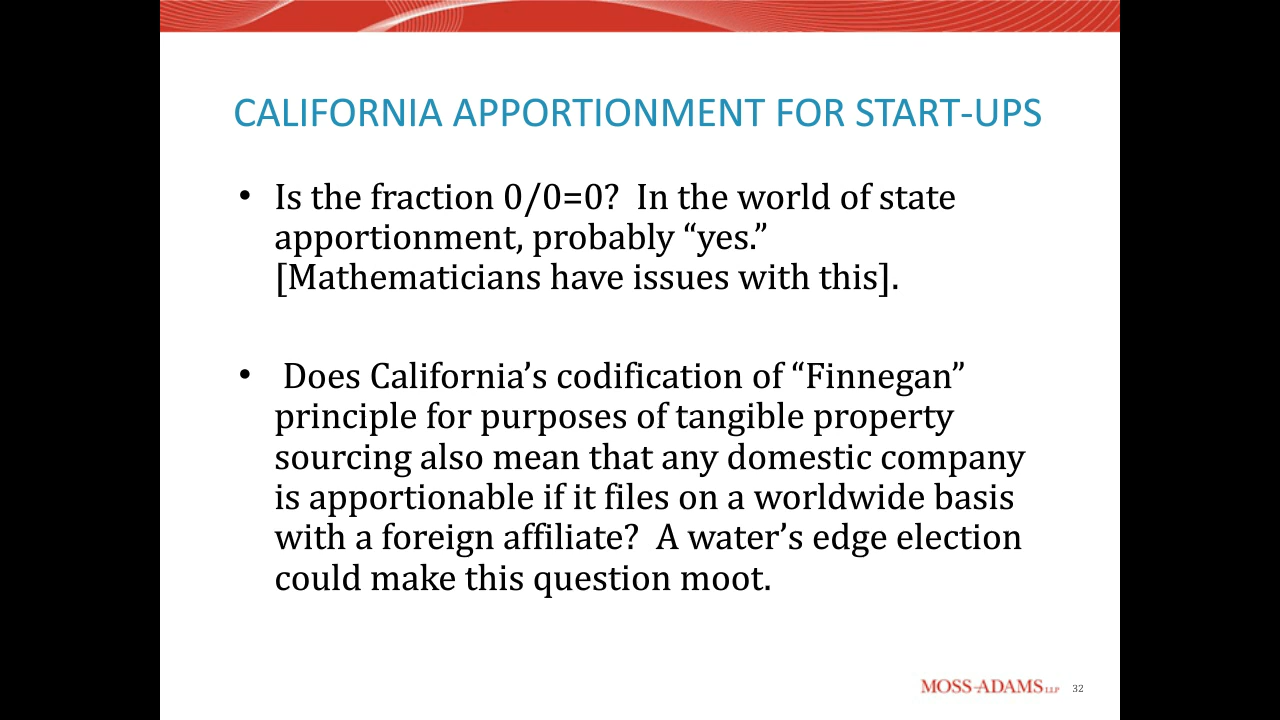 CALIFORNIA APPORTIONMENT FOR START-UPS
• Is the fraction 0/0=0?  In the world of state
apportionment, probably “yes.”
[Mathematicians have issues with this].
• Does California’s codification of “Finnegan”
principle for purposes of tangible property
sourcing also mean that any domestic company
is apportionable if it files on a worldwide basis
with a foreign affiliate?  A water’s edge election
could make this question moot.
MOSS-ADAMS LLP 32